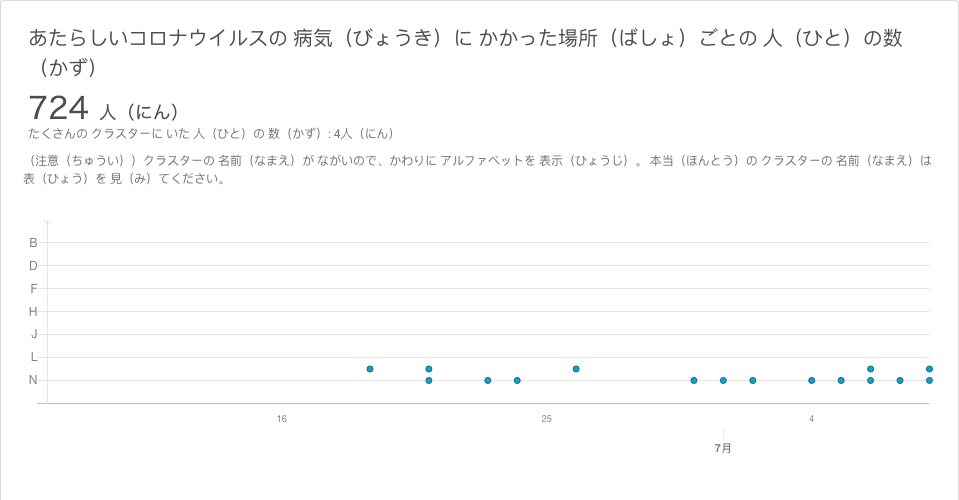 あたらしいコロナウイルスの 病気（びょうき）に かかった場所（ばしょ）ごとの 人（ひと）の数
（かず）
724 人（にん）
たくさんの クラスターに いた 人（ひと）の 数（かず）: 4人（にん）
（注意（ちゅうい））クラスターの 名前（なまえ）が ながいので、かわりに アルファベットを 表示（ひょうじ）。 本当（ほんとう）の クラスターの 名前（なまえ）は
表（ひょう）を 見（み）てください。
B
D
F
H
J
L
N
16 25 4
7月